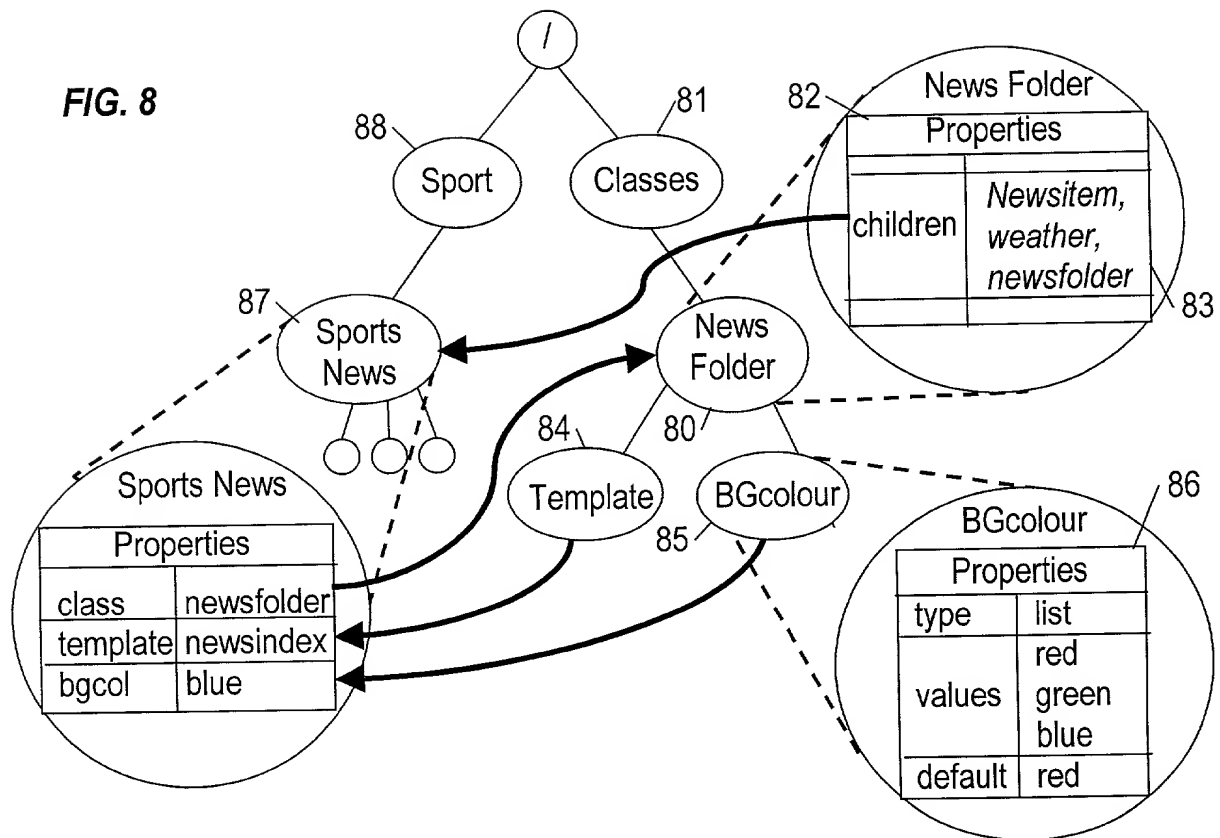 FIG. 8
/
88
Sport
81
Classes
82
News Folder
Properties
children
Newsitem,
weather,
newsfolder
83
87
Sports
News
News
Folder
80
84
Template
BGcolour
85
Sports News
Properties
class newsfolder
template newsindex
bgcol blue
86
BGcolour
Properties
type list
values
red
green
blue
default red